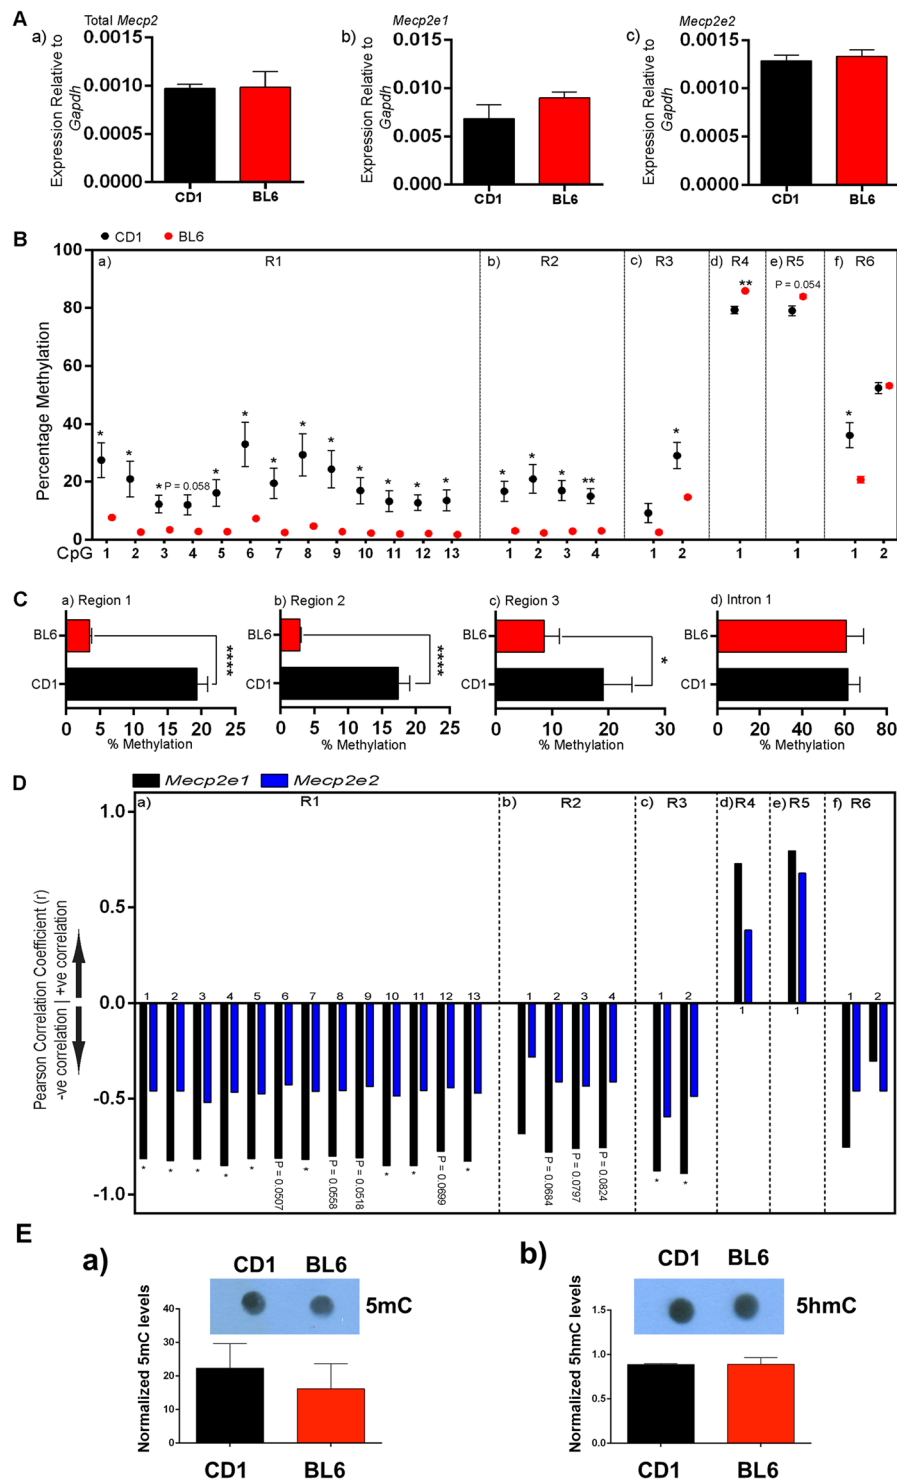 A
a)
Total Mecp2
Expression Relative to
Gapdh
0.0015
0.0010
0.0005
0.0000
CD1
BL6
b)
Mecp2e1
Expression Relative to
Gapdh
0.015
0.010
0.005
0.000
CD1
BL6
c)
Mecp2e2
Expression Relative to
Gapdh
0.0015
0.0010
0.0005
0.0000
CD1
BL6
B
CD1 BL6
Percentage Methylation
100
80
60
40
20
0
a) R1
b) R2
c) R3
d) R4
e) R5
f) R6
** P = 0.054
* * * P = 0.058 * * * * * * * * *
* * * **
*
*
CpG 1 2 3 4 5 6 7 8 9 10 11 12 13 1 2 3 4 1 2 1 1 1 2
C
a) Region 1
BL6
CD1
****
0 5 10 15 20 25
% Methylation
b) Region 2
BL6
CD1
****
0 5 10 15 20 25
% Methylation
c) Region 3
BL6
CD1
*
0 10 20 30
% Methylation
d) Intron 1
BL6
CD1
0 20 40 60 80
% Methylation
D
Mecp2e1 Mecp2e2
Pearson Correlation Coefficient (r)
-ve correlation | +ve correlation
1.0
0.5
0.0
-0.5
-1.0
a) R1
b) R2
c) R3
d)R4
e) R5
f) R6
1 2 3 4 5 6 7 8 9 10 11 12 13 1 2 3 4 1 2 1 1 1 2
* * * * * P = 0.0507 * P = 0.0558 P = 0.0518 * * P = 0.0699 *
P = 0.0684 P = 0.0797 P = 0.0824
* *
E
a)
CD1 BL6
5mC
Normalized 5mC levels
40
30
20
10
0
CD1 BL6
b)
CD1 BL6
5hmC
Normalized 5hmC levels
1.5
1.0
0.5
0.0
CD1 BL6